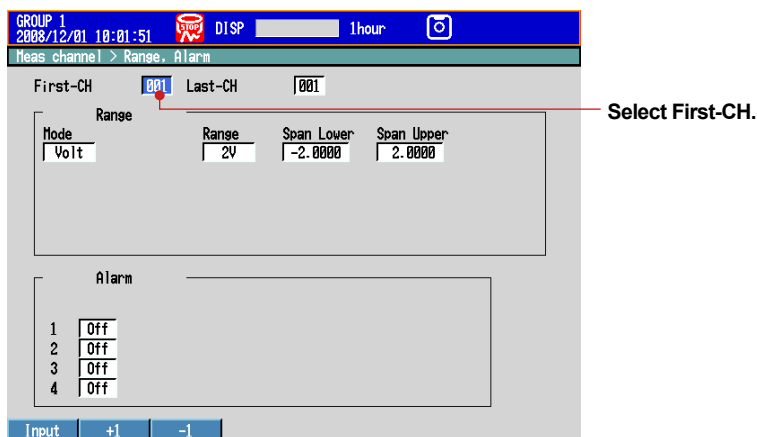 GROUP 1
2008/12/01 10:01:51 STOP DISP 1hour
Meas channel > Range, Alarm
First-CH 001 Last-CH 001
Select First-CH.
Range
Mode Range Span Lower Span Upper
Volt 2V -2.0000 2.0000
Alarm
1 Off
2 Off
3 Off
4 Off
Input +1 -1